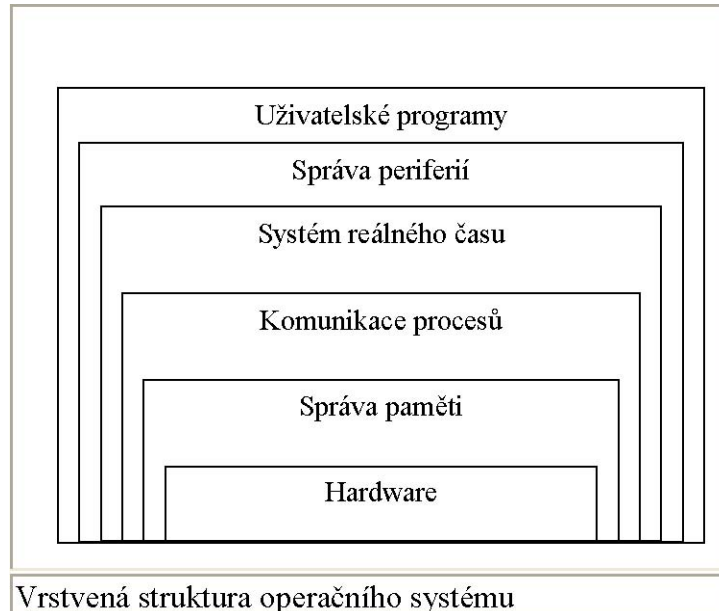 Uživatelské programy
Správa periferií
Systém reálného času
Komunikace procesů
Správa paměti
Hardware
Vrstvená struktura operačního systému